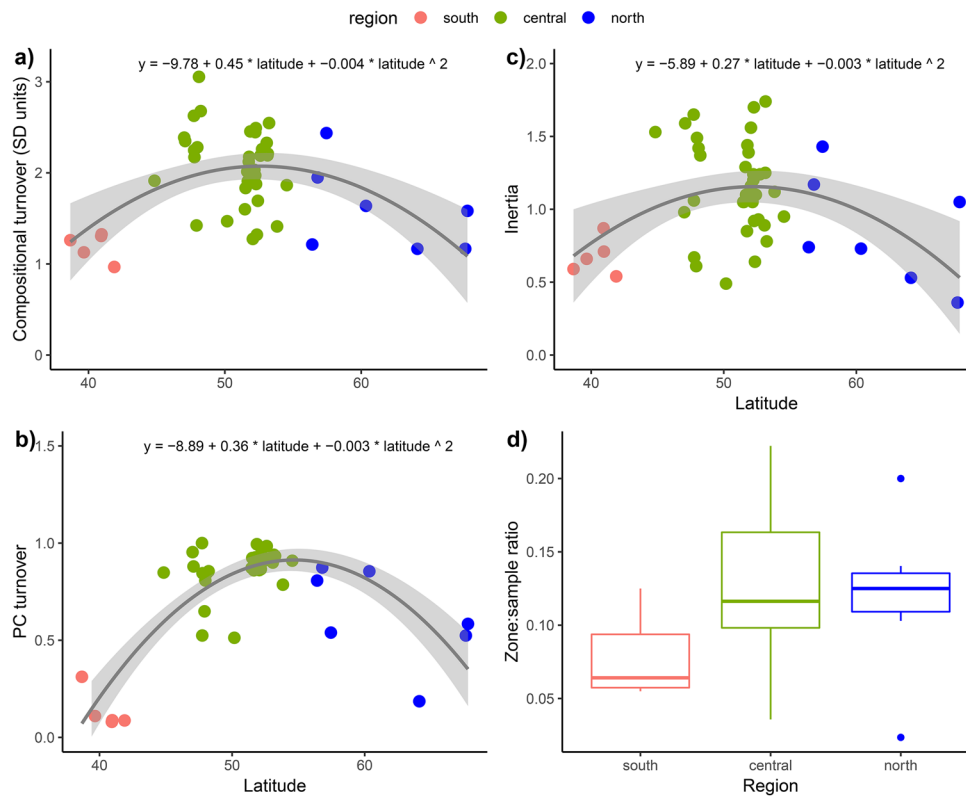 region south central north
a)
y = −9.78 + 0.45 * latitude + −0.004 * latitude ^ 2
Compositional turnover (SD units)
3
2
1
0
40 50 60
c)
y = −5.89 + 0.27 * latitude + −0.003 * latitude ^ 2
Inertia
2.0
1.5
1.0
0.5
0.0
40 50 60
Latitude
b)
y = −8.89 + 0.36 * latitude + −0.003 * latitude ^ 2
PC turnover
1.5
1.0
0.5
0.0
40 50 60
Latitude
d)
Zone:sample ratio
0.20
0.15
0.10
0.05
south central north
Region